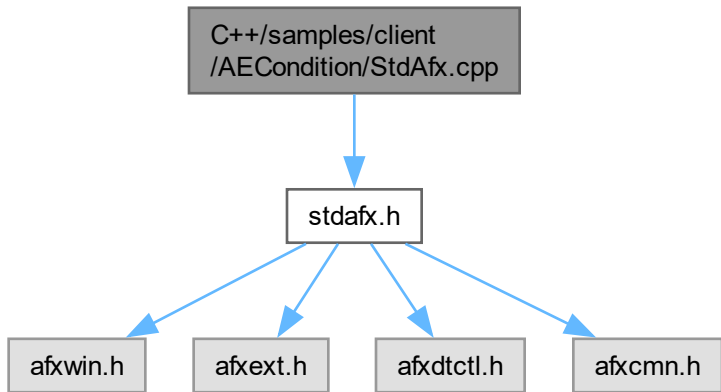 C++/samples/client
/AECondition/StdAfx.cpp
stdafx.h
afxwin.h
afxext.h
afxdtctl.h
afxcmn.h